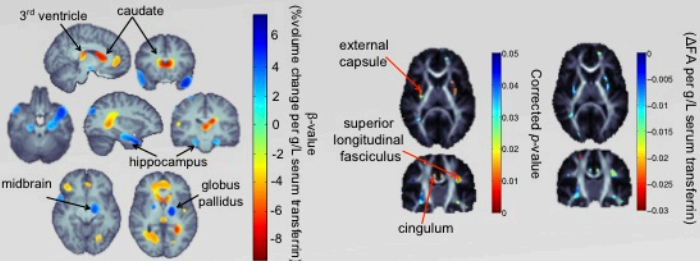 3rd ventricle
caudate
hippocampus
midbrain
globus
pallidus
6
4
2
0
-2
-4
-6
-8
β-value
(%volume change per g/L serum transferrin)
external
capsule
superior
longitudinal
fasciculus
cingulum
0.05
0.04
0.03
0.02
0.01
0
Corrected p-value
0
−0.005
−0.01
−0.015
−0.02
−0.025
−0.03
(ΔFA per g/L serum transferrin)